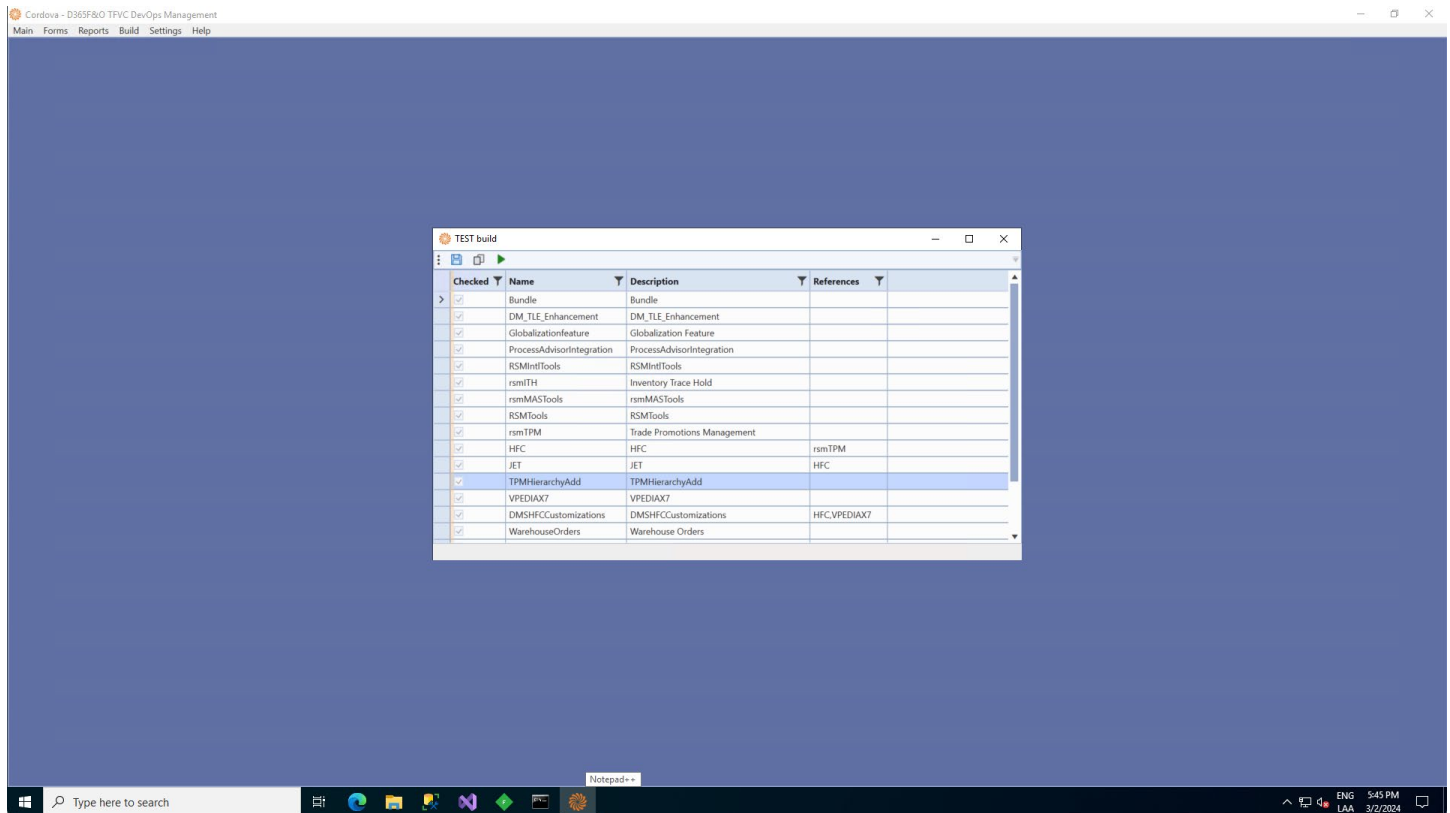 Cordova - D365F&O TFVC DevOps Management
Main Forms Reports Build Settings Help
TEST build
Checked Name Description References
Bundle Bundle
DM_TLE_Enhancement DM_TLE_Enhancement
Globalizationfeature Globalization Feature
ProcessAdvisorIntegration ProcessAdvisorIntegration
RSMIntlTools RSMIntlTools
rsmITH Inventory Trace Hold
rsmMASTools rsmMASTools
RSMTools RSMTools
rsmTPM Trade Promotions Management
HFC HFC rsmTPM
JET JET HFC
TPMHierarchyAdd TPMHierarchyAdd
VPEDIAX7 VPEDIAX7
DMSHFCCustomizations DMSHFCCustomizations HFC,VPEDIAX7
WarehouseOrders Warehouse Orders
Notepad++
Type here to search
ENG 5:45 PM
LAA 3/2/2024